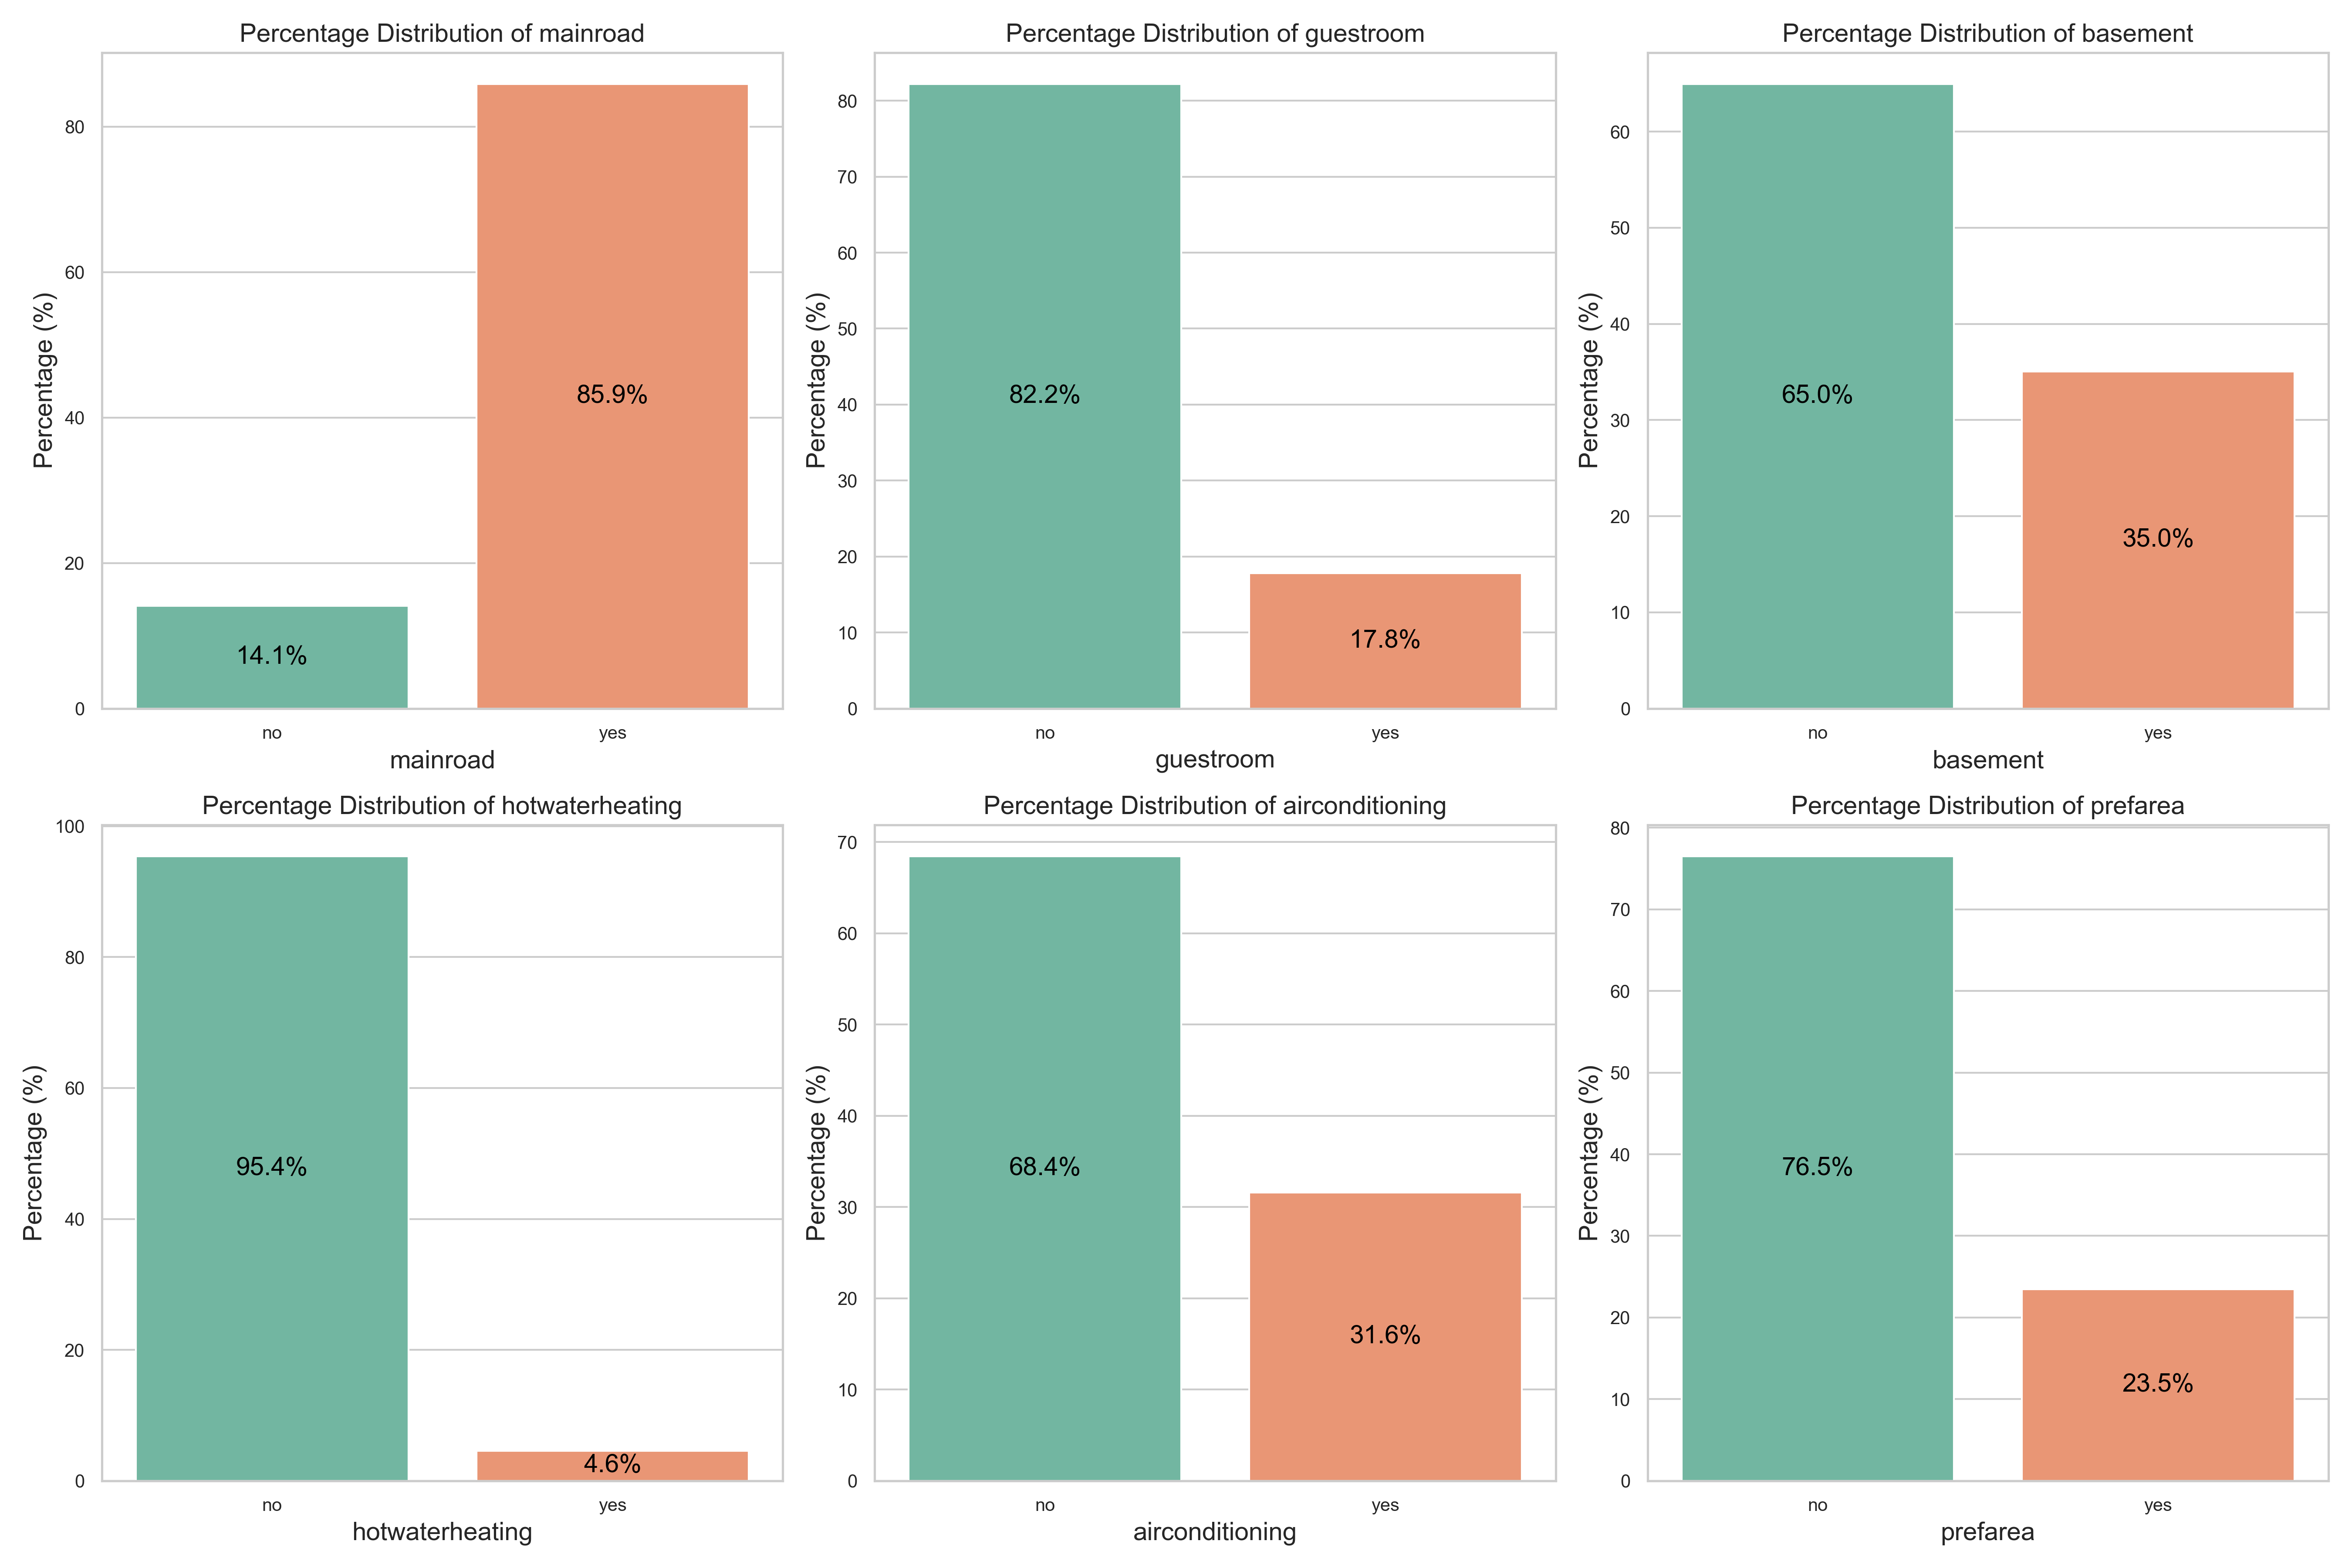 Percentage Distribution of mainroad
Percentage (%)
80
60
40
20
0
14.1%
85.9%
no
yes
mainroad
Percentage Distribution of guestroom
Percentage (%)
80
70
60
50
40
30
20
10
0
82.2%
17.8%
no
yes
guestroom
Percentage Distribution of basement
Percentage (%)
60
50
40
30
20
10
0
65.0%
35.0%
no
yes
basement
Percentage Distribution of hotwaterheating
Percentage (%)
100
80
60
40
20
0
95.4%
4.6%
no
yes
hotwaterheating
Percentage Distribution of airconditioning
Percentage (%)
70
60
50
40
30
20
10
0
68.4%
31.6%
no
yes
airconditioning
Percentage Distribution of prefarea
Percentage (%)
80
70
60
50
40
30
20
10
0
76.5%
23.5%
no
yes
prefarea